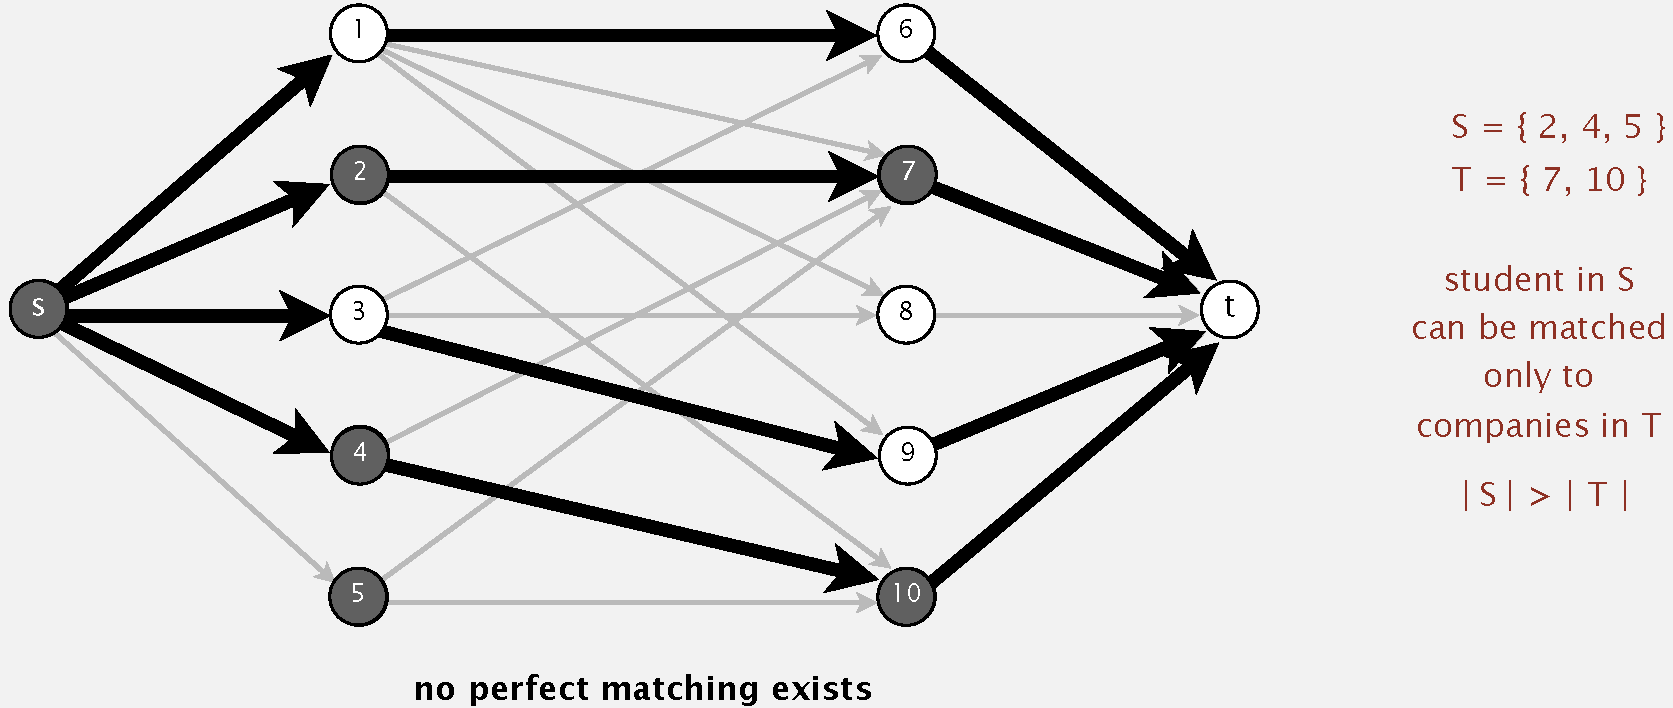 1
6
S = { 2, 4, 5 }
2
7
T = { 7, 10 }
s
3
8
t
student in S
can be matched
only to
companies in T
4
9
| S | > | T |
5
10
no perfect matching exists